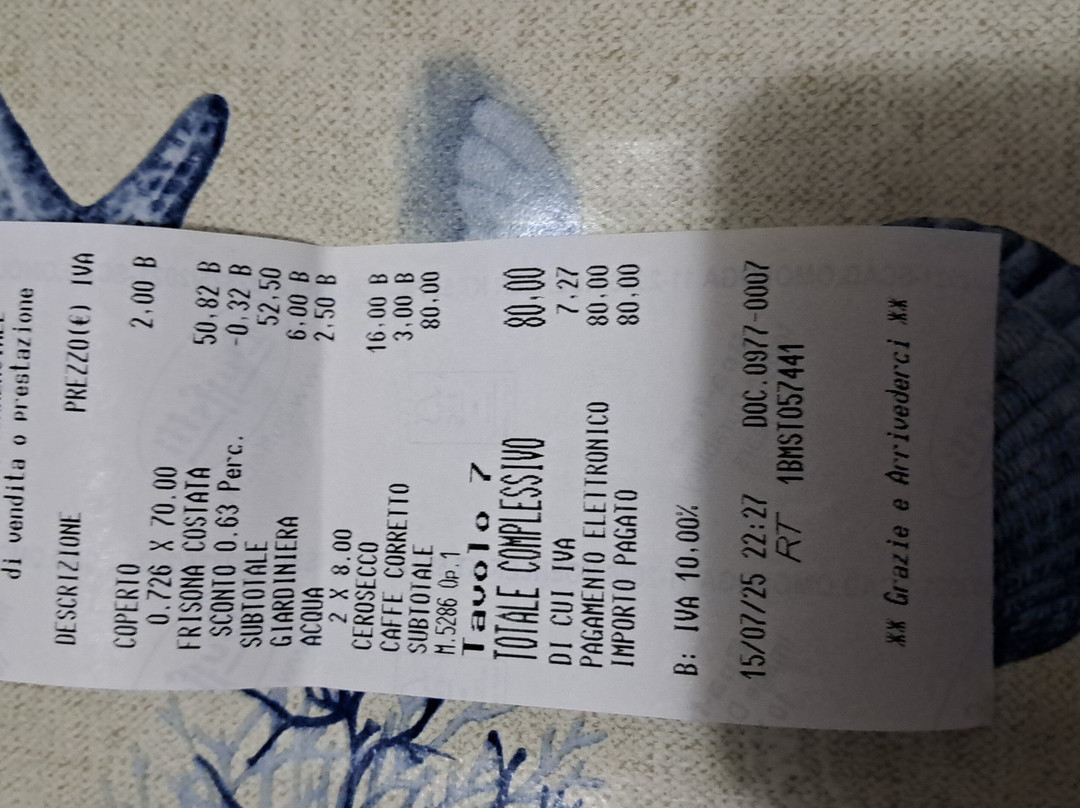 di vendita o prestazione
DESCRIZIONE PREZZO(€) IVA
COPERTO 2,00 B
0.726 X 70.00
FRISONA COSTATA 50,82 B
SCONTO 0.63 Perc. -0,32 B
SUBTOTALE 52,50
GIARDINIERA 6,00 B
ACQUA 2,50 B
2 X 8.00
CEROSECCO 16,00 B
CAFFE CORRETTO 3,00 B
SUBTOTALE 80,00
M.5286 Op.1
Tavolo 7
TOTALE COMPLESSIVO 80,00
DI CUI IVA 7,27
PAGAMENTO ELETTRONICO 80,00
IMPORTO PAGATO 80,00
B: IVA 10,00%
15/07/25 22:27 DOC.0977-0007
RT 1BMST057441
** Grazie e Arrivederci **